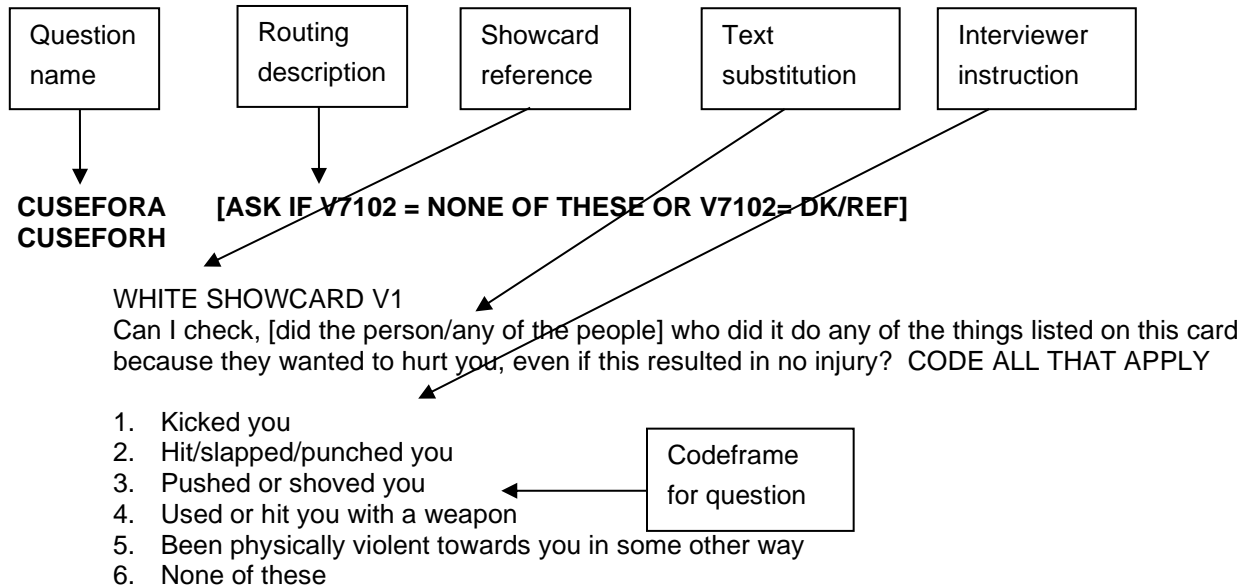 Question
name
Routing
description
Showcard
reference
Text
substitution
Interviewer
instruction
CUSEFORA [ASK IF V7102 = NONE OF THESE OR V7102= DK/REF]
CUSEFORH
WHITE SHOWCARD V1
Can I check, [did the person/any of the people] who did it do any of the things listed on this card
because they wanted to hurt you, even if this resulted in no injury? CODE ALL THAT APPLY
1. Kicked you
2. Hit/slapped/punched you
3. Pushed or shoved you
4. Used or hit you with a weapon
5. Been physically violent towards you in some other way
6. None of these
Codeframe
for question